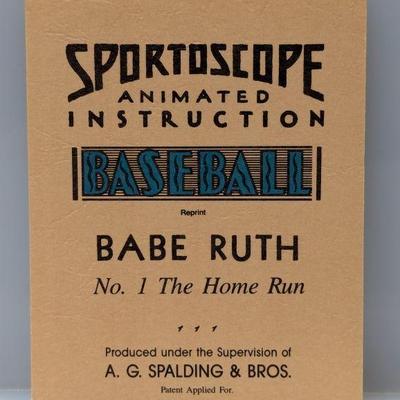 SPORTOSCOPE
ANIMATED
INSTRUCTION
BASEBALL
Reprint
BABE RUTH
No. 1 The Home Run
Produced under the Supervision of
A. G. SPALDING & BROS.
Patent Applied For.